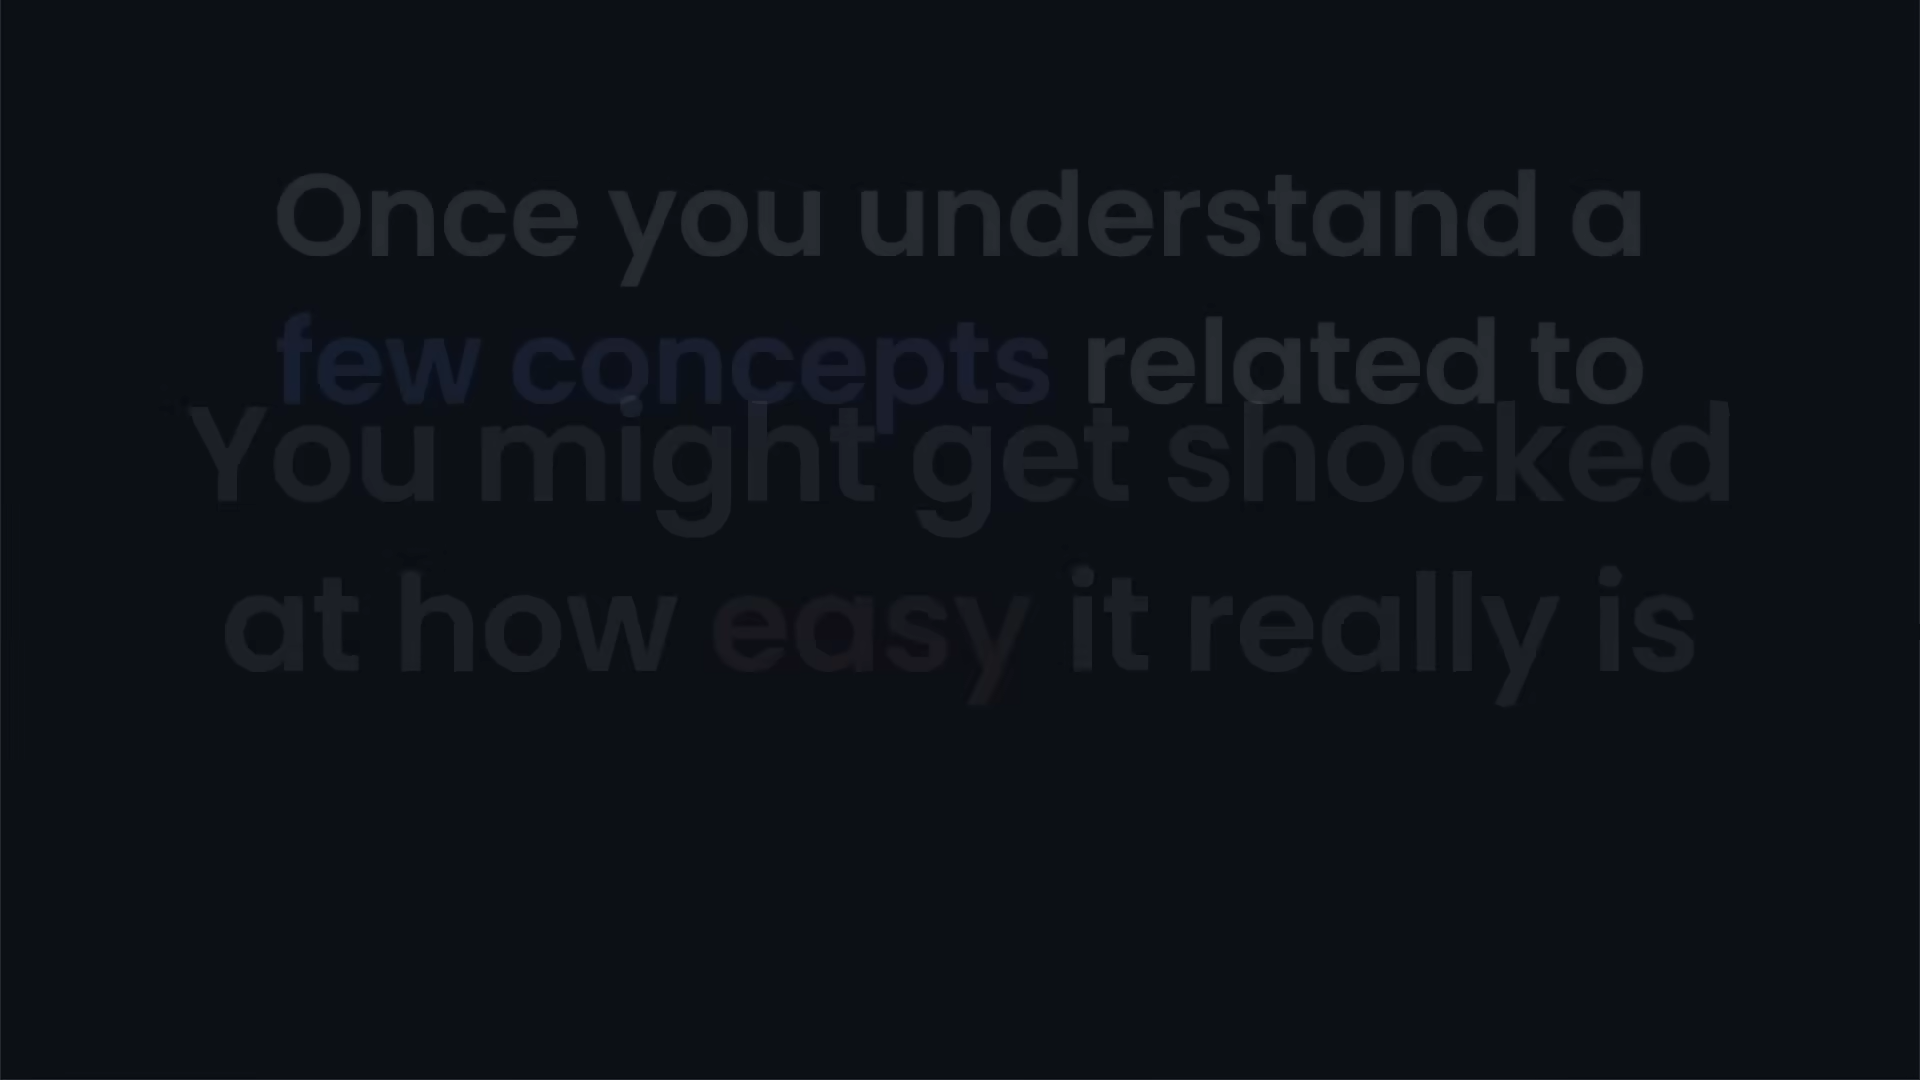 Once you understand a
few concepts related to
You might get shocked
at how easy it really is